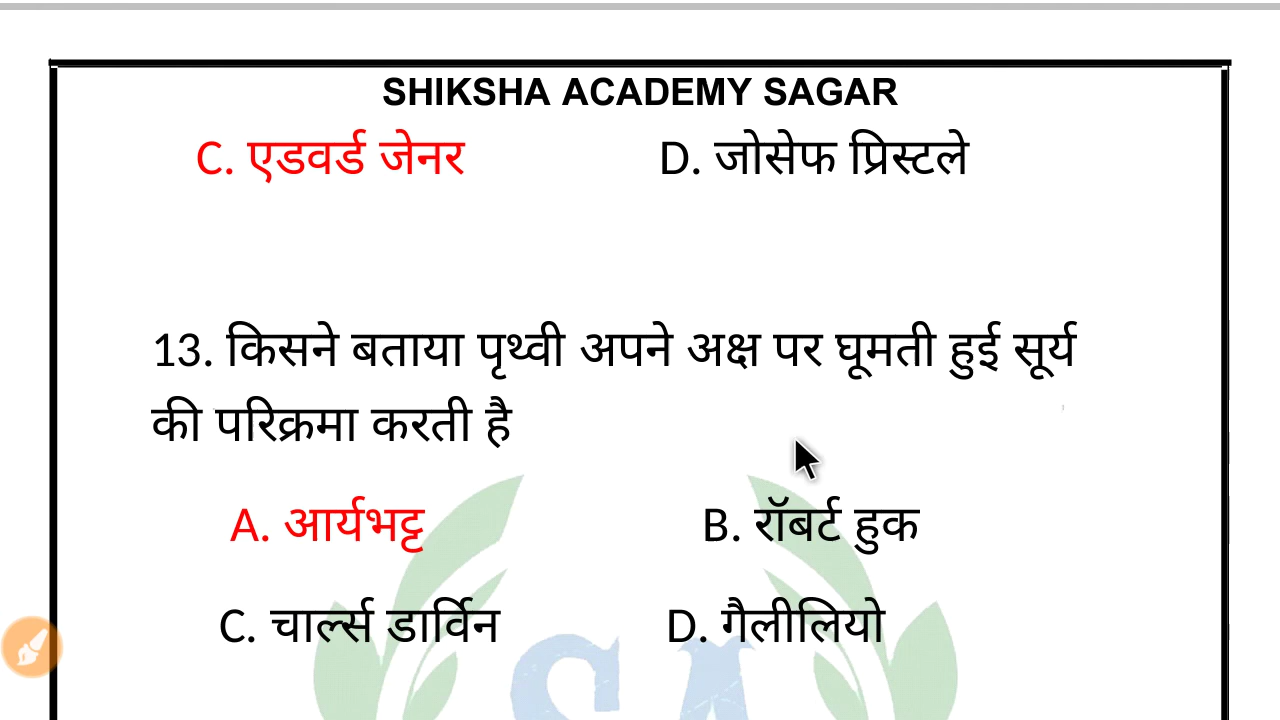 SHIKSHA ACADEMY SAGAR
C. एडवर्ड जेनर D. जोसेफ प्रिस्टले
13. किसने बताया पृथ्वी अपने अक्ष पर घूमती हुई सूर्य
की परिक्रमा करती है
A. आर्यभट्ट B. रॉबर्ट हुक
C. चार्ल्स डार्विन D. गैलीलियो
SA